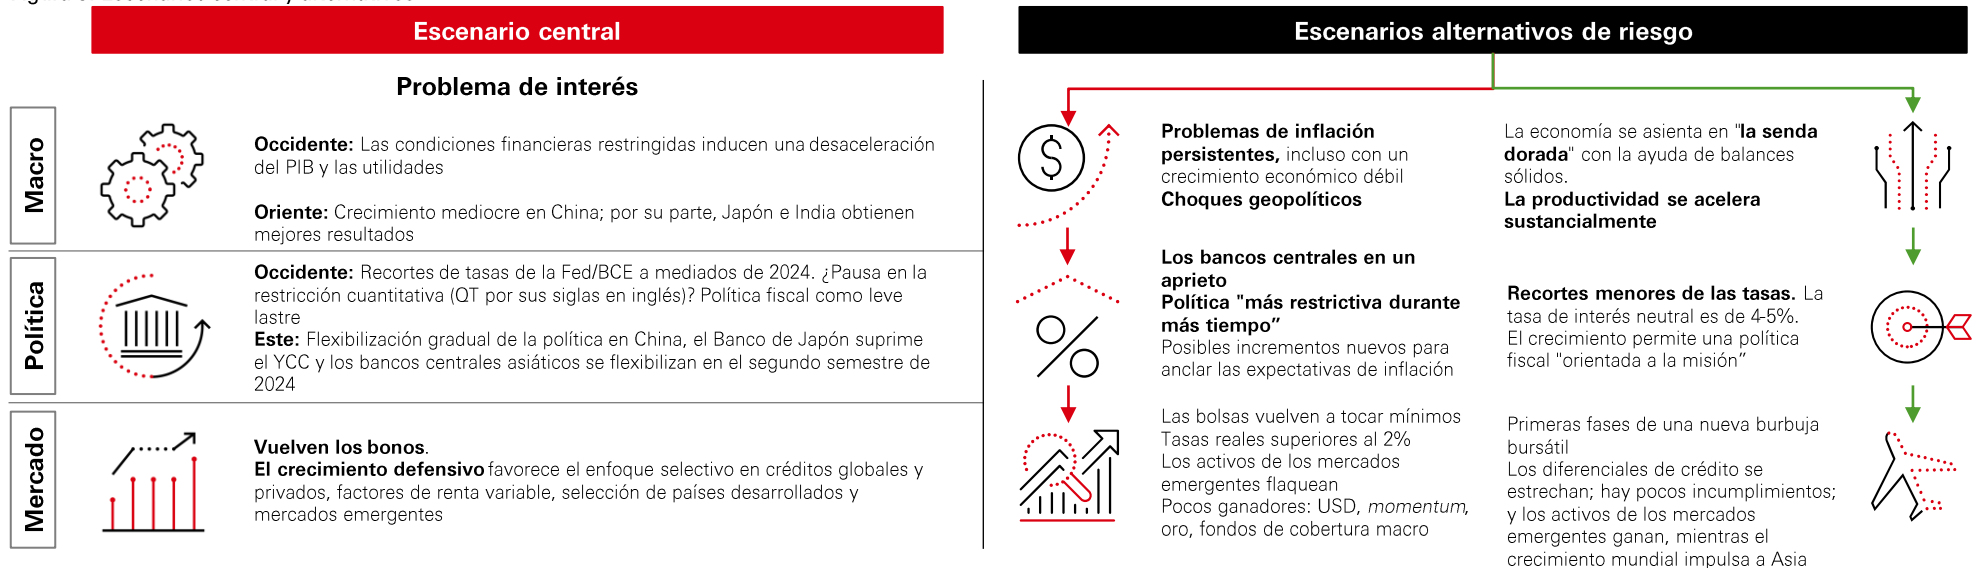 Escenario central
Problema de interés
Macro
Occidente: Las condiciones financieras restringidas inducen una desaceleración
del PIB y las utilidades
Oriente: Crecimiento mediocre en China; por su parte, Japón e India obtienen
mejores resultados
Política
Occidente: Recortes de tasas de la Fed/BCE a mediados de 2024. ¿Pausa en la
restricción cuantitativa (QT por sus siglas en inglés)? Política fiscal como leve
lastre
Este: Flexibilización gradual de la política en China, el Banco de Japón suprime
el YCC y los bancos centrales asiáticos se flexibilizan en el segundo semestre de
2024
Mercado
Vuelven los bonos.
El crecimiento defensivo favorece el enfoque selectivo en créditos globales y
privados, factores de renta variable, selección de países desarrollados y
mercados emergentes
Escenarios alternativos de riesgo
$
Problemas de inflación
persistentes, incluso con un
crecimiento económico débil
Choques geopolíticos
%
Los bancos centrales en un
aprieto
Política "más restrictiva durante
más tiempo”
Posibles incrementos nuevos para
anclar las expectativas de inflación
Las bolsas vuelven a tocar mínimos
Tasas reales superiores al 2%
Los activos de los mercados
emergentes flaquean
Pocos ganadores: USD, momentum,
oro, fondos de cobertura macro
La economía se asienta en "la senda
dorada" con la ayuda de balances
sólidos.
La productividad se acelera
sustancialmente
Recortes menores de las tasas. La
tasa de interés neutral es de 4-5%.
El crecimiento permite una política
fiscal "orientada a la misión”
Primeras fases de una nueva burbuja
bursátil
Los diferenciales de crédito se
estrechan; hay pocos incumplimientos;
y los activos de los mercados
emergentes ganan, mientras el
crecimiento mundial impulsa a Asia